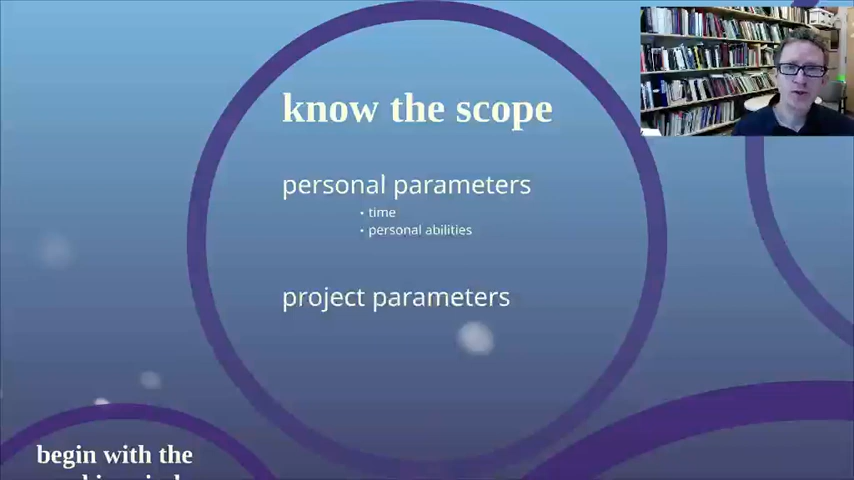 know the scope
personal parameters
• time
• personal abilities
project parameters
begin with the